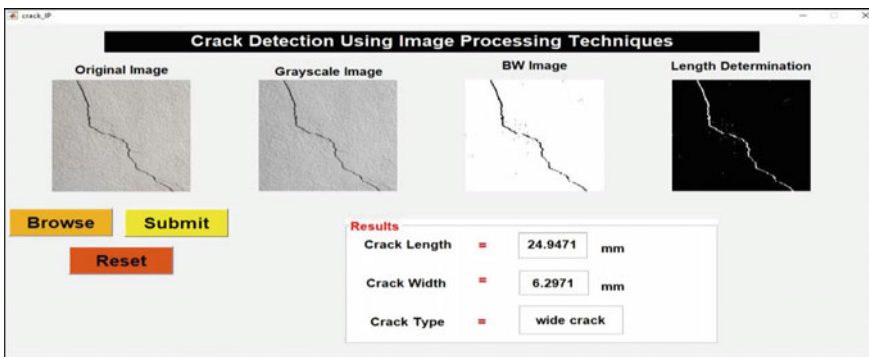 crack_IP
Crack Detection Using Image Processing Techniques
Original Image
Grayscale Image
BW Image
Length Determination
Browse
Submit
Reset
Results
Crack Length = 24.9471 mm
Crack Width = 6.2971 mm
Crack Type = wide crack